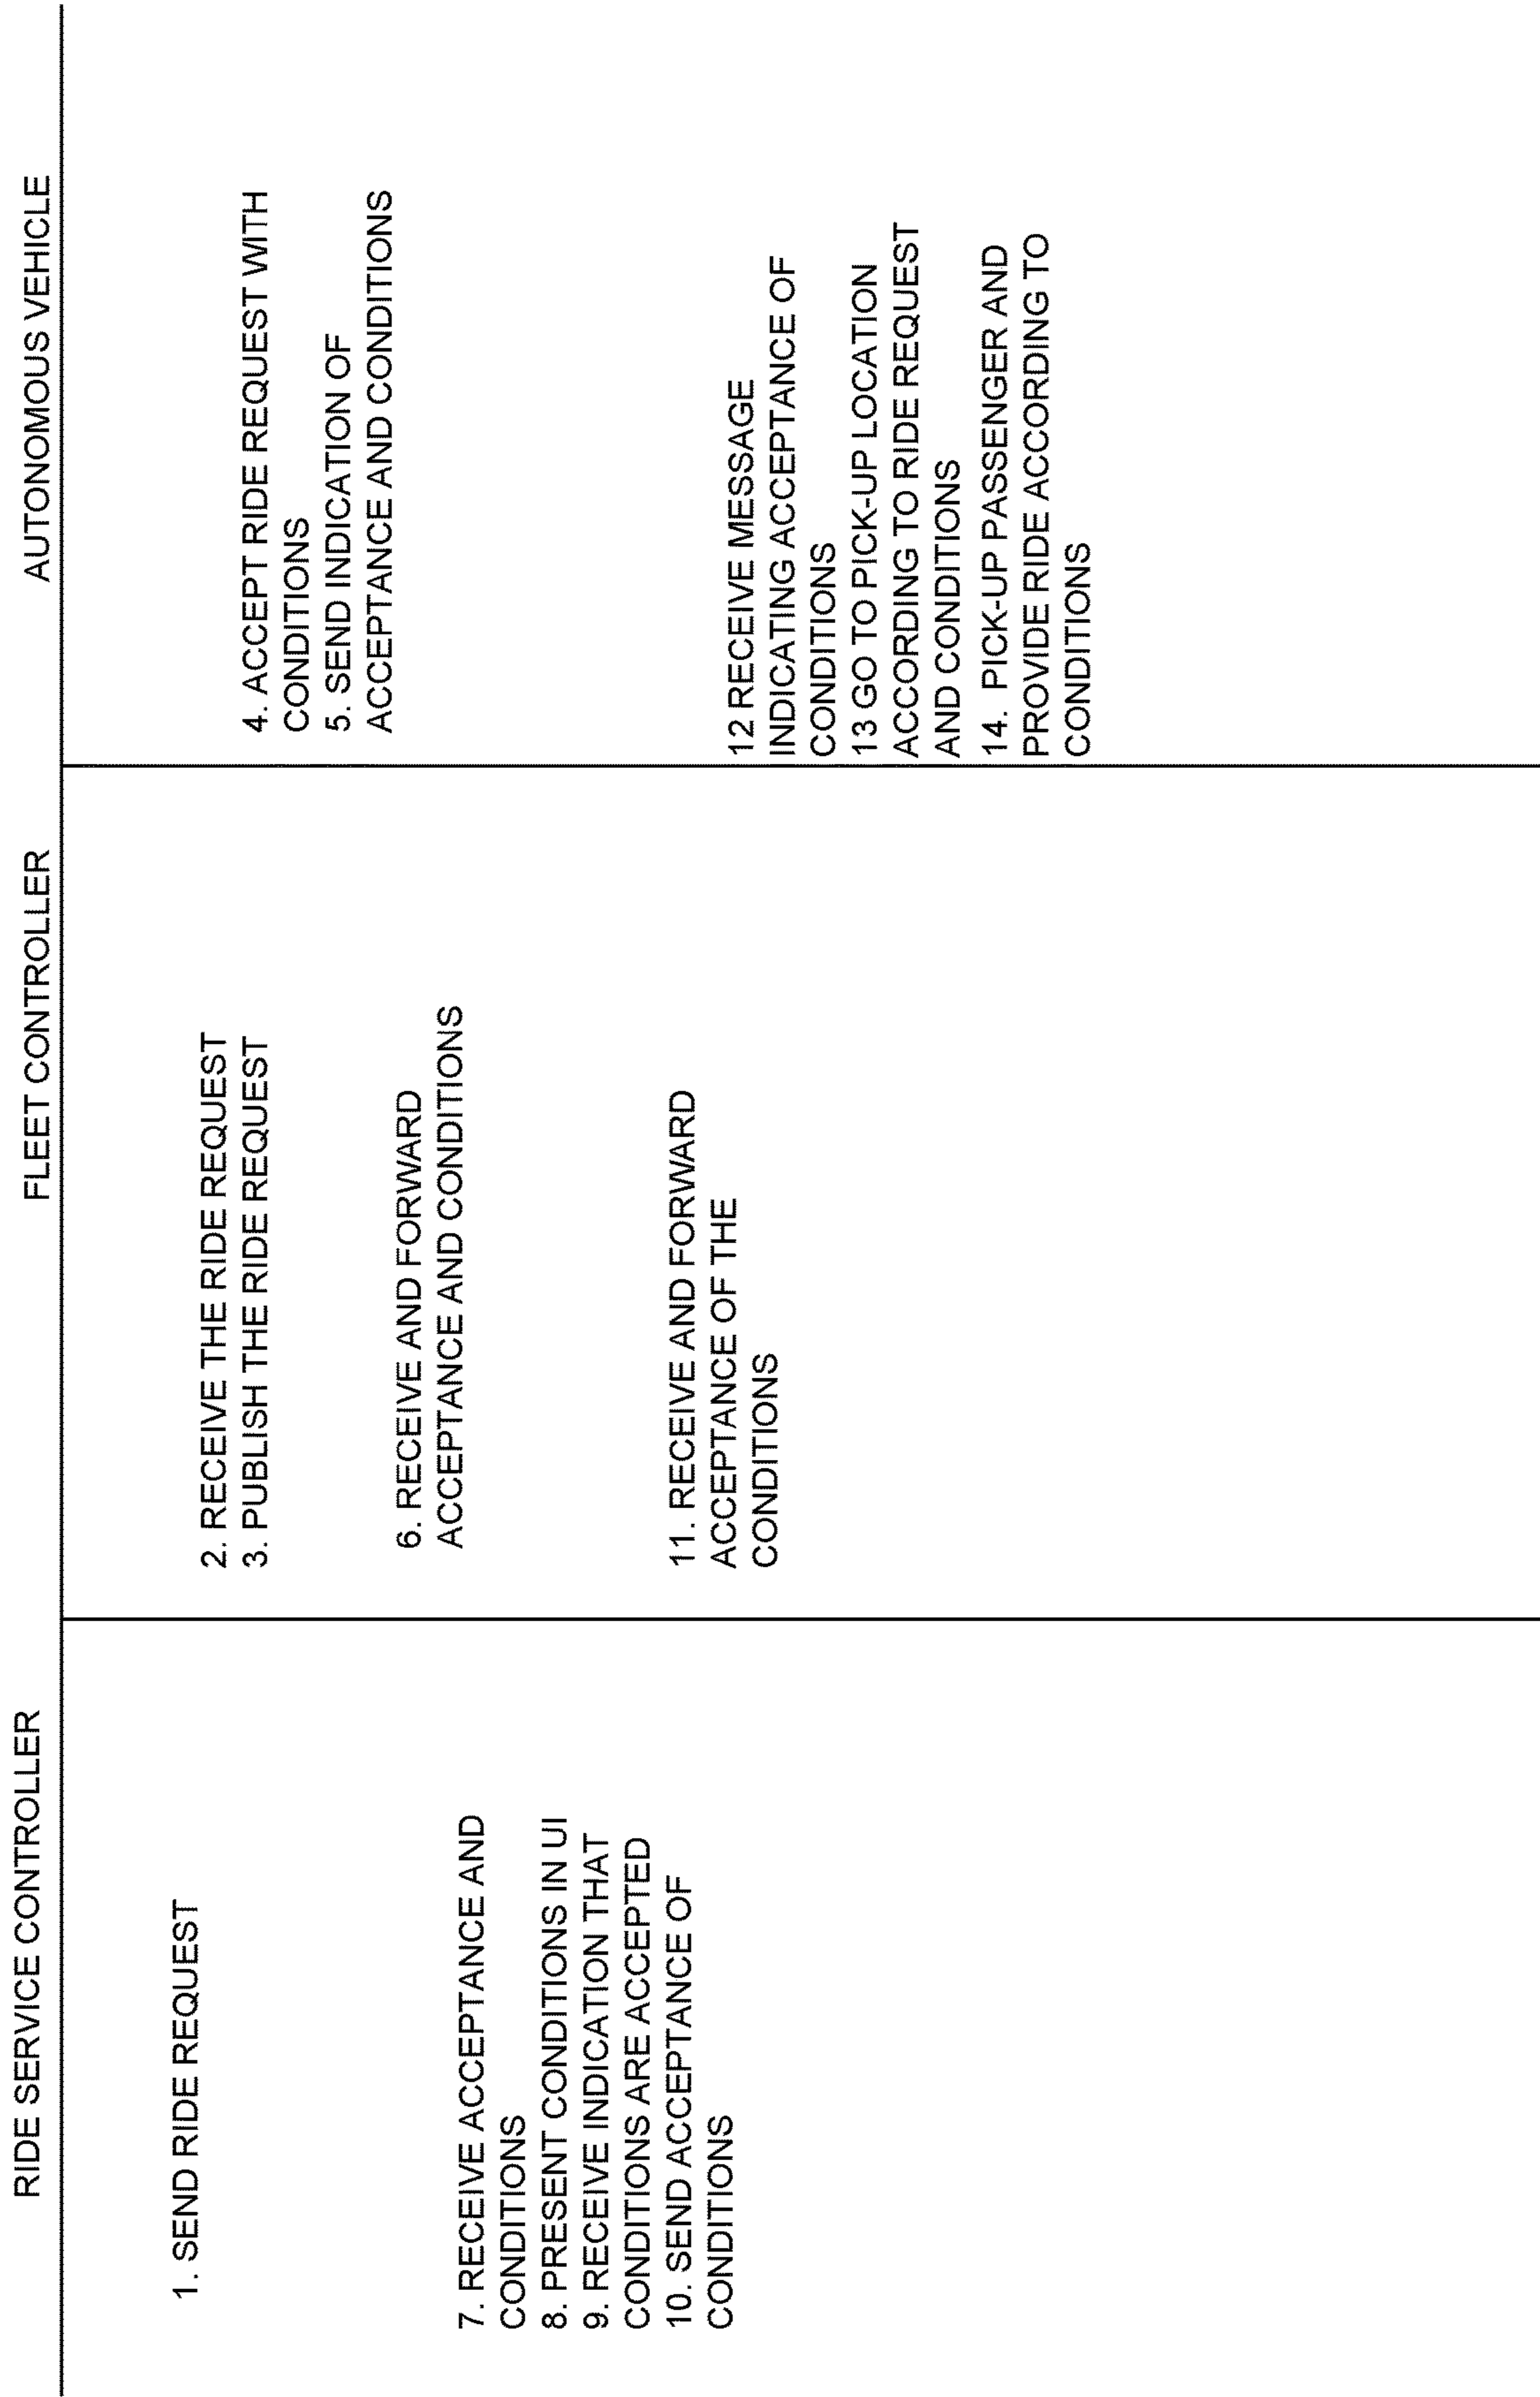 RIDE SERVICE CONTROLLER
FLEET CONTROLLER
AUTONOMOUS VEHICLE
1. SEND RIDE REQUEST
2. RECEIVE THE RIDE REQUEST
3. PUBLISH THE RIDE REQUEST
4. ACCEPT RIDE REQUEST WITH
CONDITIONS
5. SEND INDICATION OF
ACCEPTANCE AND CONDITIONS
6. RECEIVE AND FORWARD
ACCEPTANCE AND CONDITIONS
7. RECEIVE ACCEPTANCE AND
CONDITIONS
8. PRESENT CONDITIONS IN UI
9. RECEIVE INDICATION THAT
CONDITIONS ARE ACCEPTED
10. SEND ACCEPTANCE OF
CONDITIONS
11. RECEIVE AND FORWARD
ACCEPTANCE OF THE
CONDITIONS
12 RECEIVE MESSAGE
INDICATING ACCEPTANCE OF
CONDITIONS
13 GO TO PICK-UP LOCATION
ACCORDING TO RIDE REQUEST
AND CONDITIONS
14. PICK-UP PASSENGER AND
PROVIDE RIDE ACCORDING TO
CONDITIONS